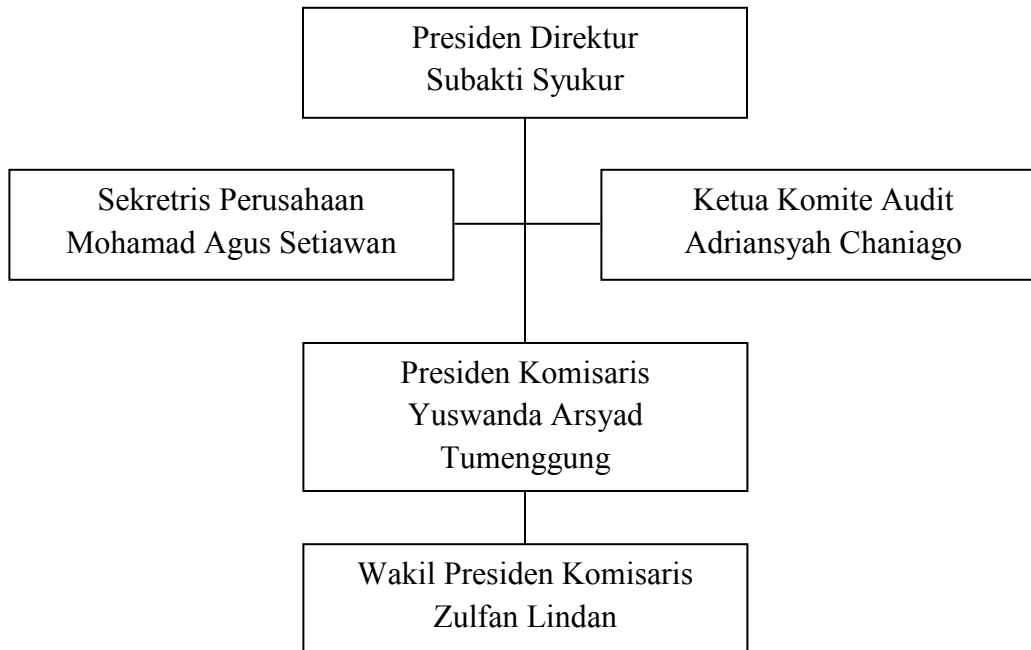 Presiden Direktur
Subakti Syukur
Sekretris Perusahaan
Mohamad Agus Setiawan
Ketua Komite Audit
Adriansyah Chaniago
Presiden Komisaris
Yuswanda Arsyad
Tumenggung
Wakil Presiden Komisaris
Zulfan Lindan